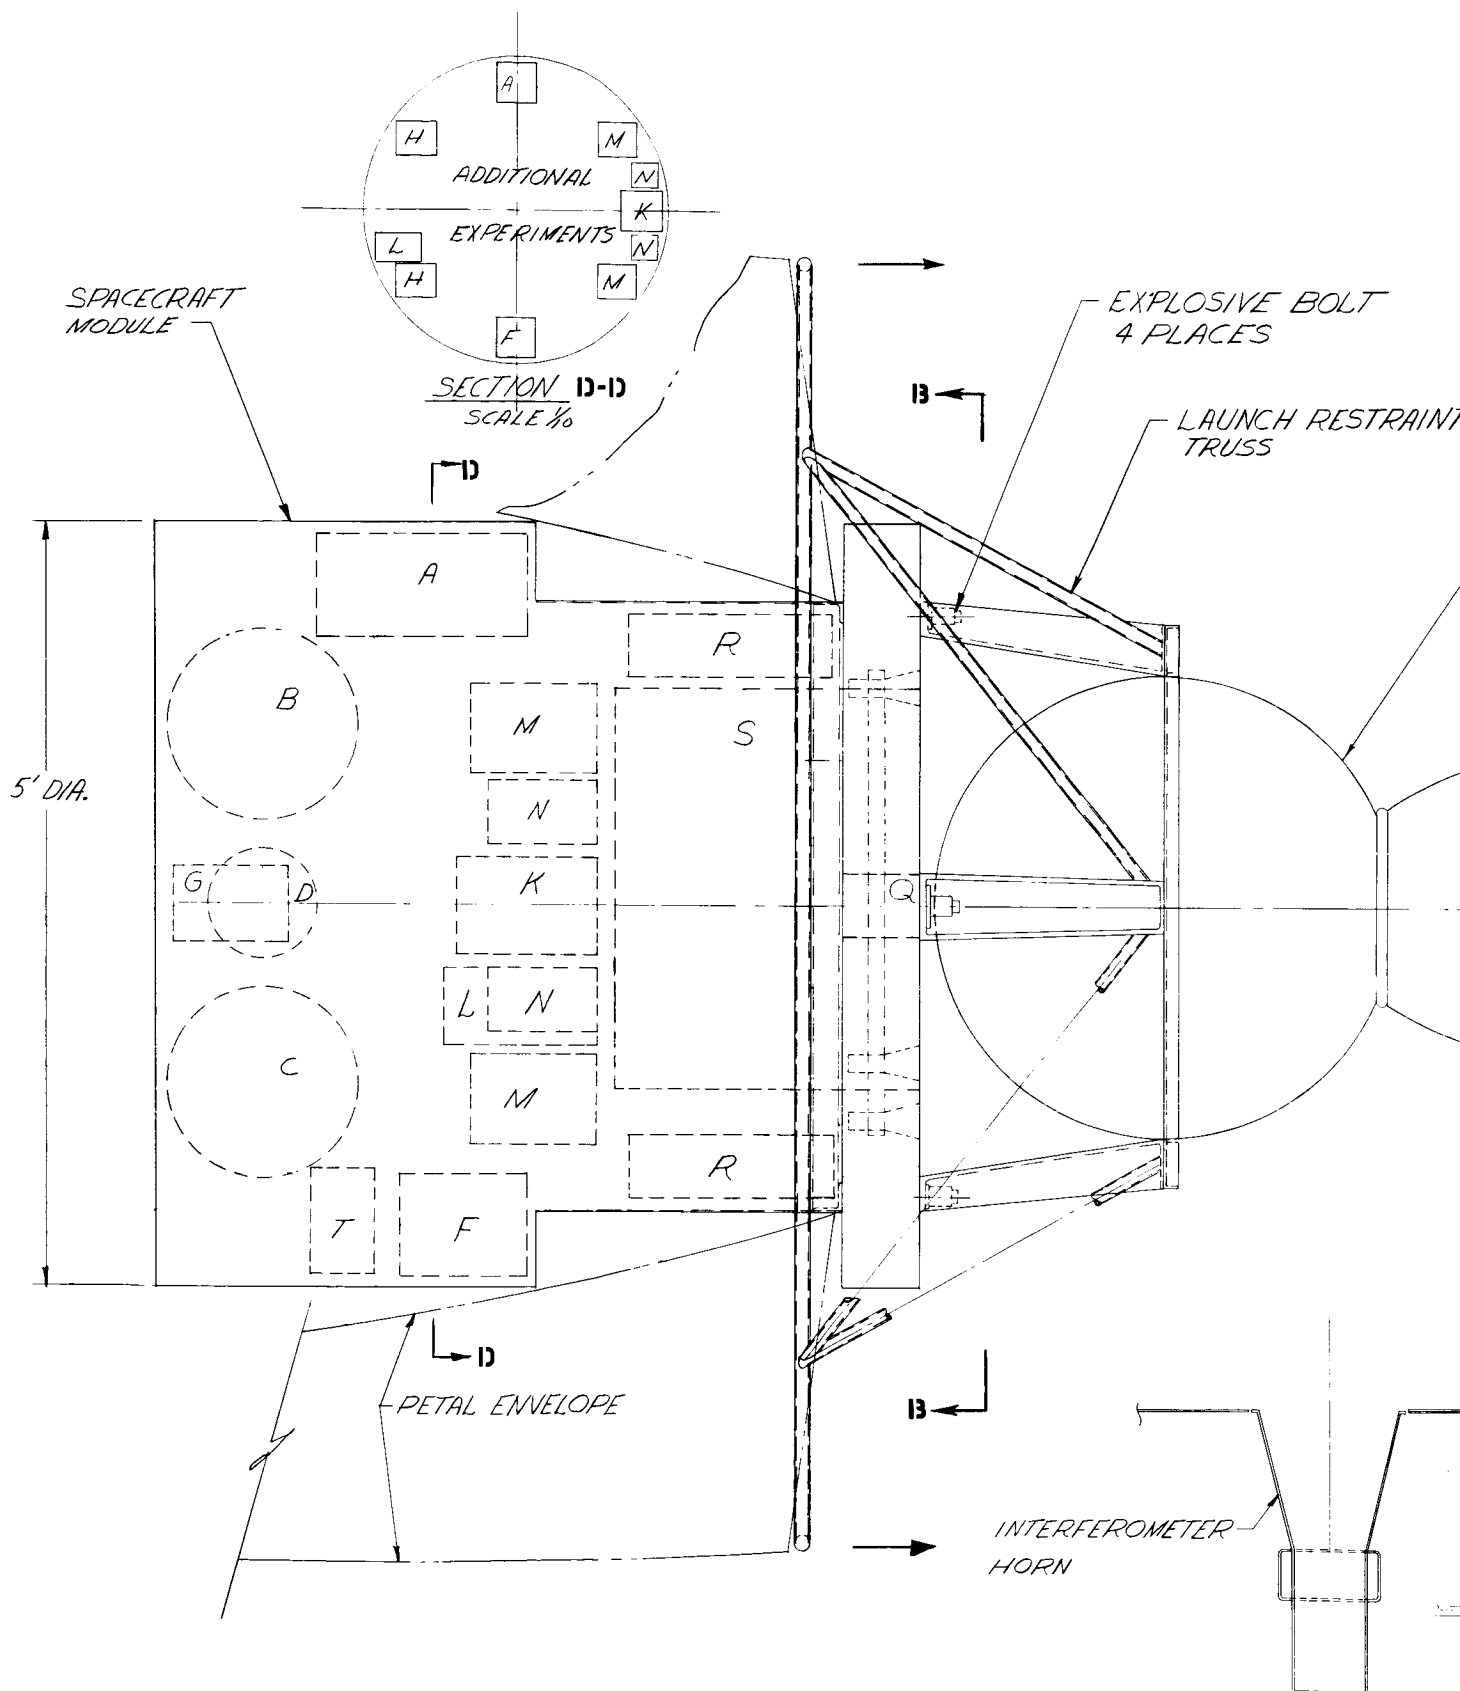 A
H
M
ADDITIONAL
N
K
EXPERIMENTS
L
N
H
M
F
SECTION D-D
SCALE 1/10
SPACECRAFT
MODULE
EXPLOSIVE BOLT
4 PLACES
B
LAUNCH RESTRAINT
TRUSS
D
A
R
B
M
S
5' DIA.
N
G
D
K
Q
L
N
C
M
R
T
F
D
PETAL ENVELOPE
B
INTERFEROMETER
HORN